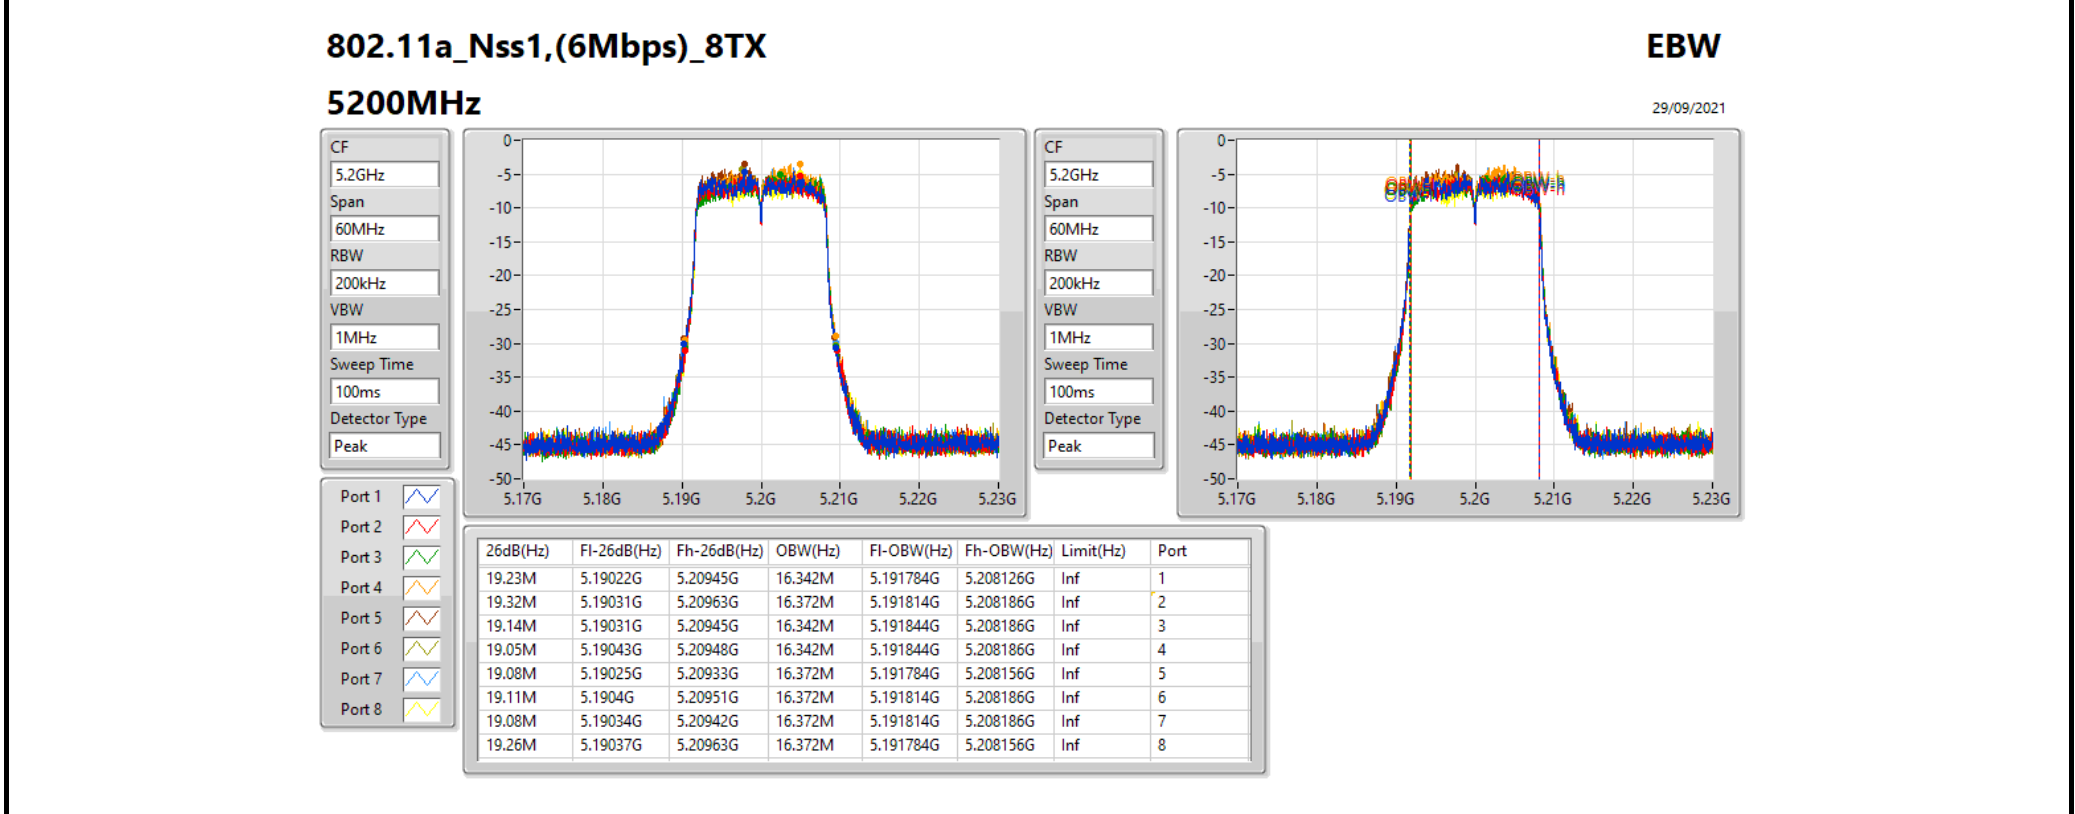 802.11a_Nss1,(6Mbps)_8TX
EBW
5200MHz
29/09/2021
CF
5.2GHz
Span
60MHz
RBW
200kHz
VBW
1MHz
Sweep Time
100ms
Detector Type
Peak
0
-5
-10
-15
-20
-25
-30
-35
-40
-45
-50
5.17G 5.18G 5.19G 5.2G 5.21G 5.22G 5.23G
CF
5.2GHz
Span
60MHz
RBW
200kHz
VBW
1MHz
Sweep Time
100ms
Detector Type
Peak
0
-5
-10
-15
-20
-25
-30
-35
-40
-45
-50
5.17G 5.18G 5.19G 5.2G 5.21G 5.22G 5.23G
Port 1
Port 2
Port 3
Port 4
Port 5
Port 6
Port 7
Port 8
26dB(Hz) Fl-26dB(Hz) Fh-26dB(Hz) OBW(Hz) Fl-OBW(Hz) Fh-OBW(Hz) Limit(Hz) Port
19.23M 5.19022G 5.20945G 16.342M 5.191784G 5.208126G Inf 1
19.32M 5.19031G 5.20963G 16.372M 5.191814G 5.208186G Inf 2
19.14M 5.19031G 5.20945G 16.342M 5.191844G 5.208186G Inf 3
19.05M 5.19043G 5.20948G 16.342M 5.191844G 5.208186G Inf 4
19.08M 5.19025G 5.20933G 16.372M 5.191784G 5.208156G Inf 5
19.11M 5.1904G 5.20951G 16.372M 5.191814G 5.208186G Inf 6
19.08M 5.19034G 5.20942G 16.372M 5.191814G 5.208186G Inf 7
19.26M 5.19037G 5.20963G 16.372M 5.191784G 5.208156G Inf 8